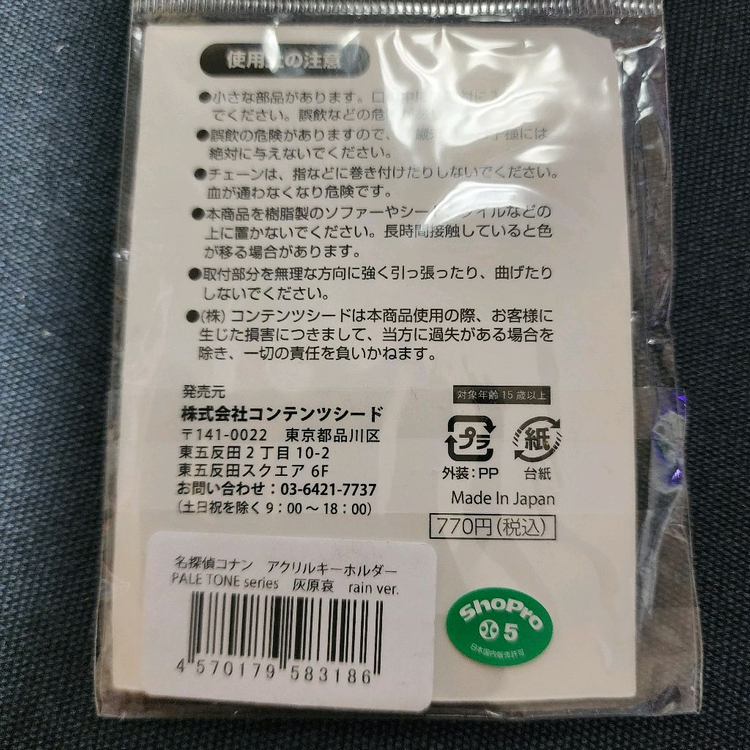 使用上の注意
●小さな部品があります。口
でください。誤飲などの危
●誤飲の危険がありますので、
絶対に与えないでください。
●チェーンは、指などに巻き付けたりしないでください。
血が通わなくなり危険です。
●本商品を樹脂製のソファーやシー
上に置かないでください。長時間接触していると色
が移る場合があります。
●取付部分を無理な方向に強く引っ張ったり、曲げたり
しないでください。
●(株)コンテンツシードは本商品使用の際、お客様に
生じた損害につきまして、当方に過失がある場合を
除き、一切の責任を負いかねます。
発売元
株式会社コンテンツシード
〒141-0022 東京都品川区
東五反田2丁目10-2
東五反田スクエア 6F
お問い合わせ:03-6421-7737
(土日祝を除く9:00〜18:00)
対象年齢15歳以上
プラ
紙
外装:PP
台紙
Made In Japan
770円(税込)
名探偵コナン アクリルキーホルダー
PALE TONE series 灰原哀 rain ver.
4 570179 583186
ShoPro
5
日本国内販売許可